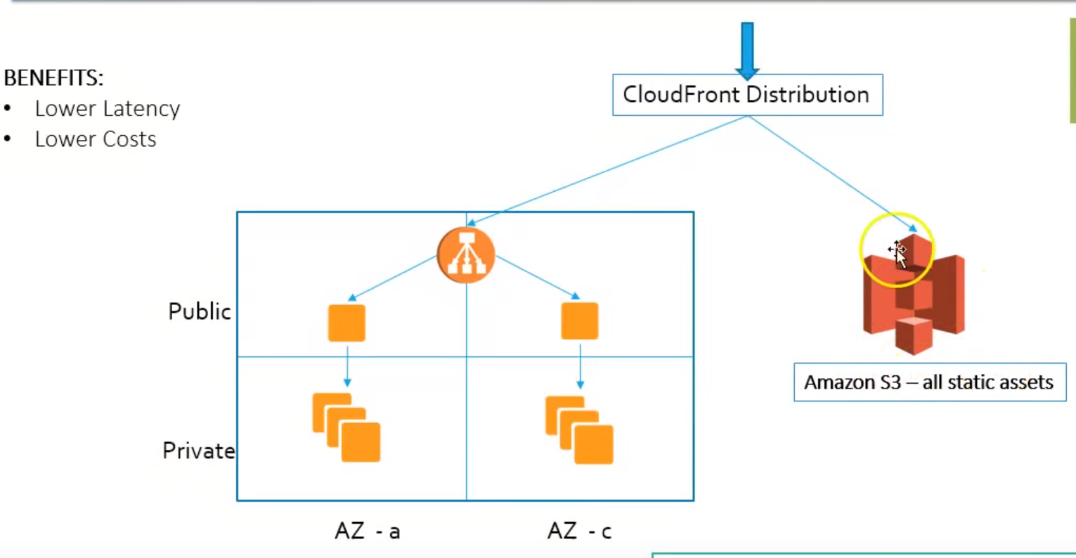 BENEFITS:
• Lower Latency
• Lower Costs
CloudFront Distribution
Public
Amazon S3 – all static assets
Private
AZ - a
AZ - c